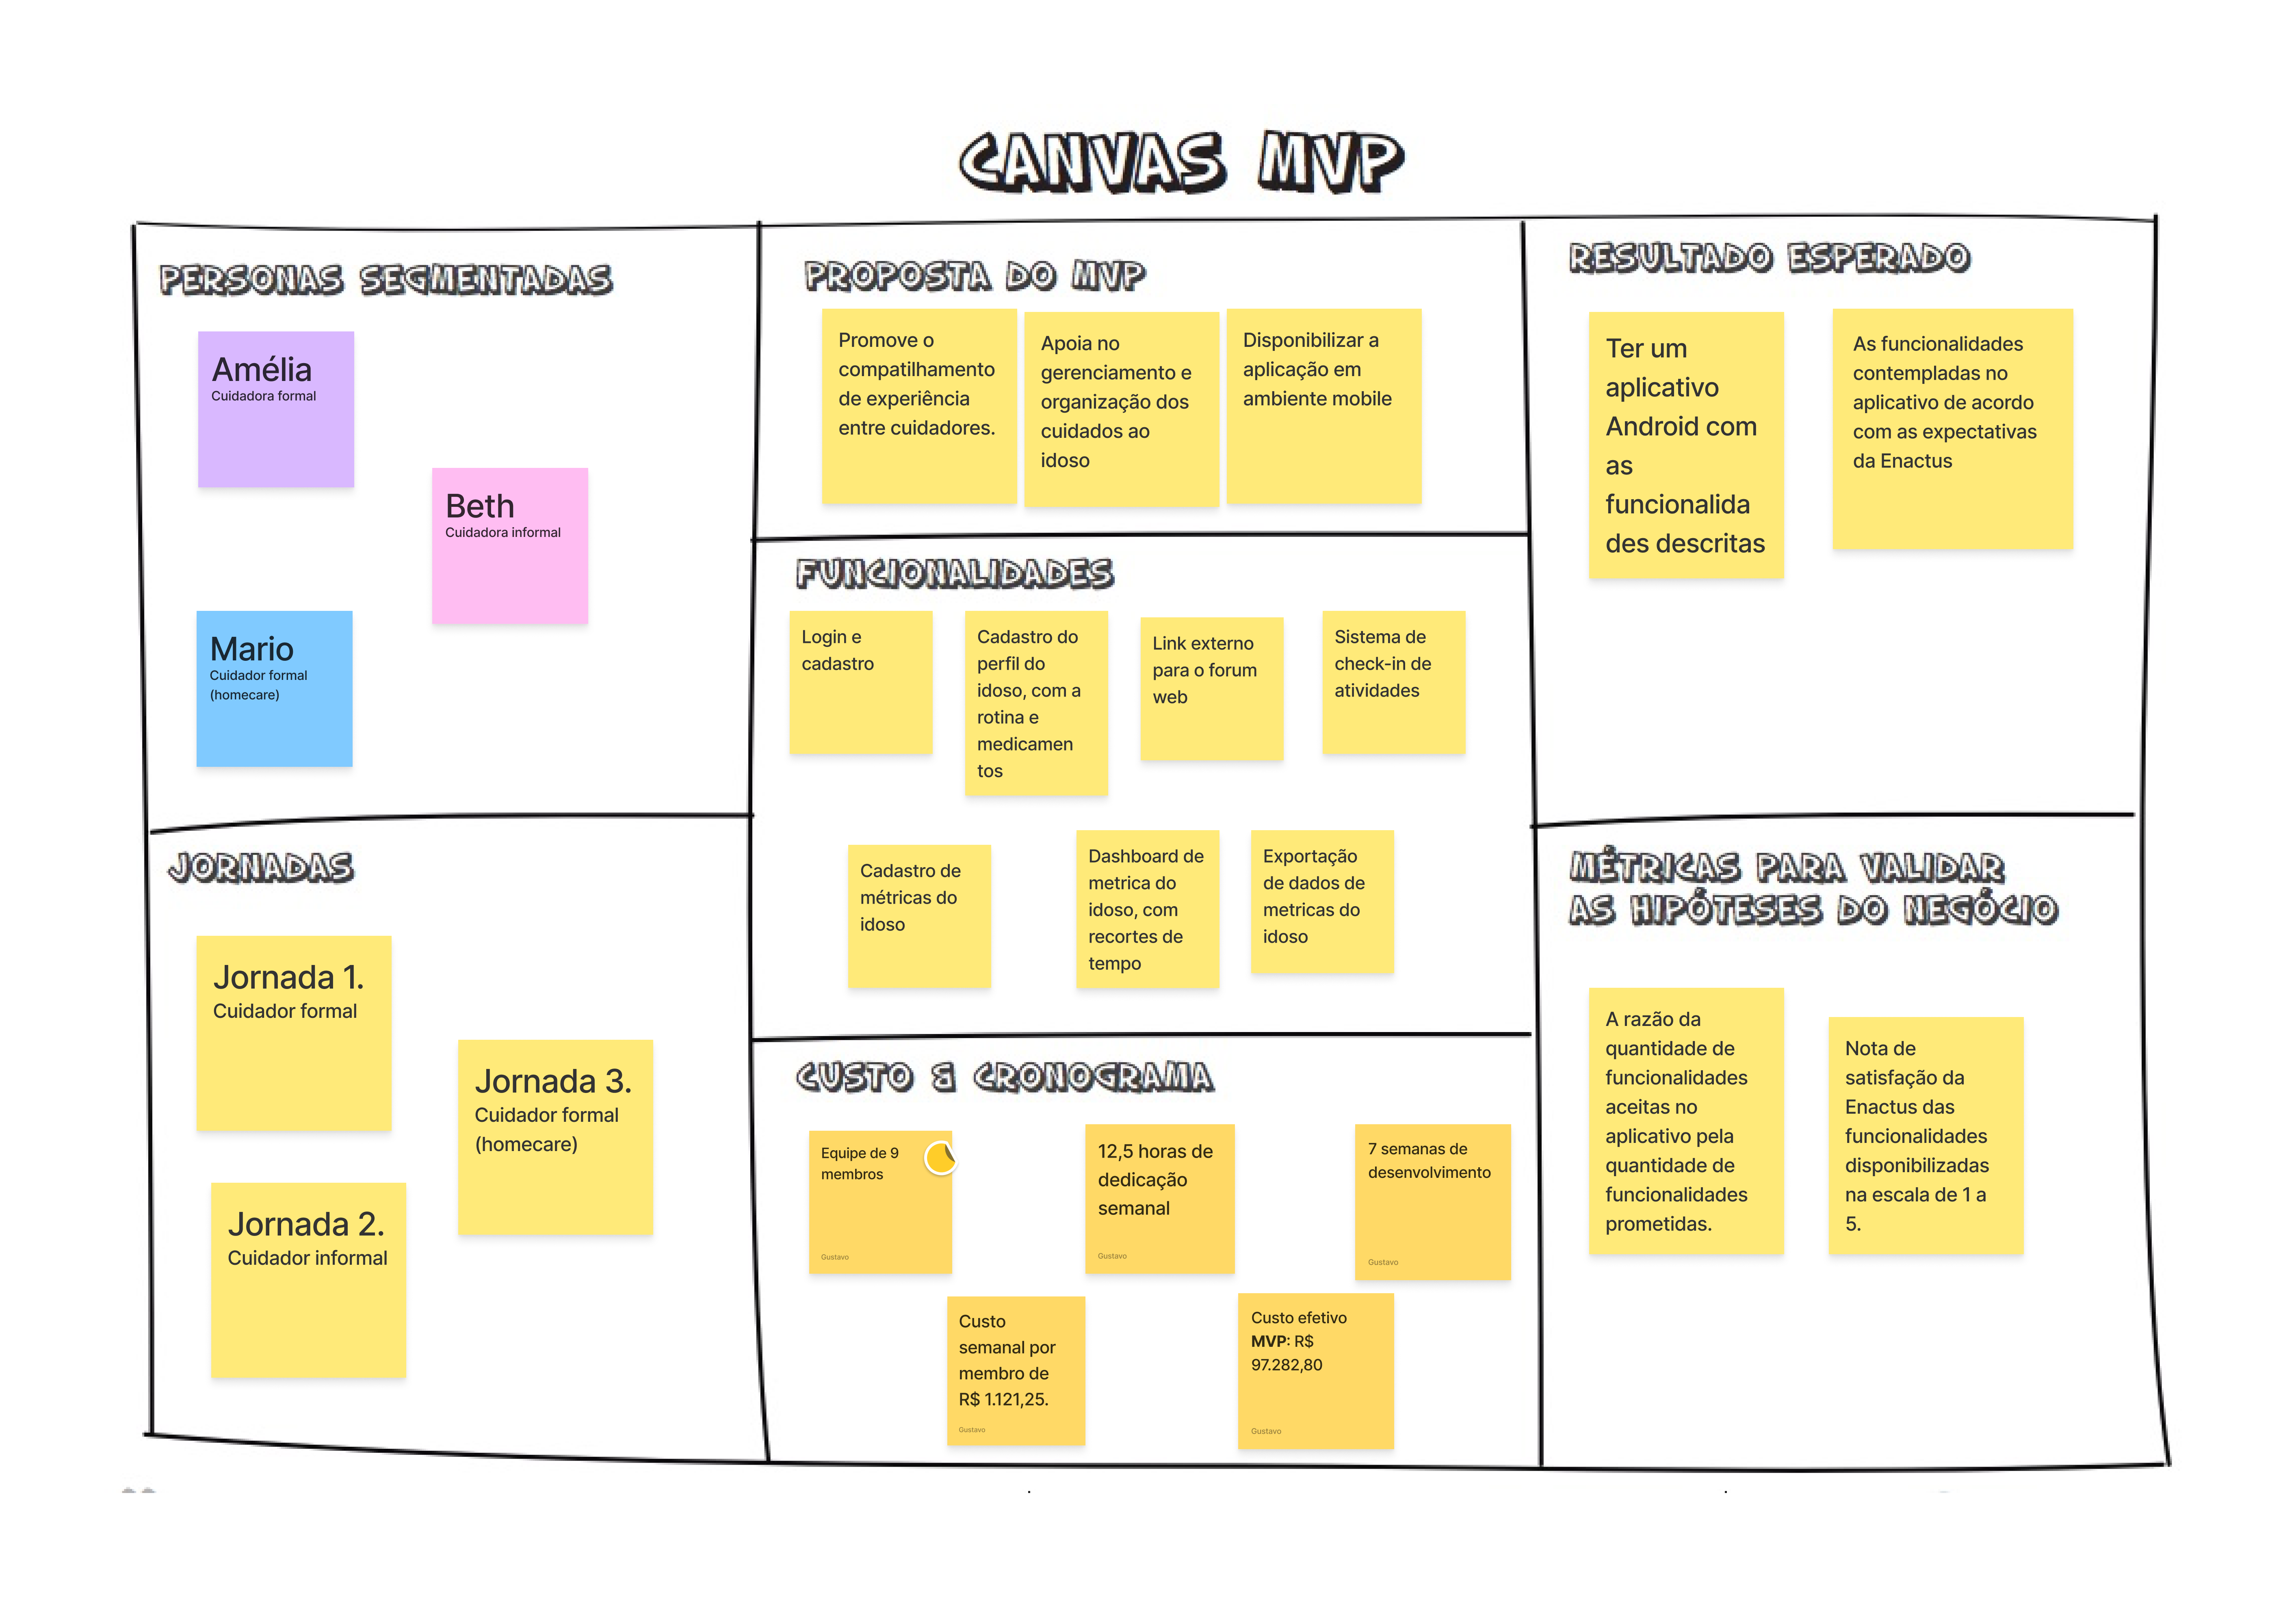 CANVAS MVP
PERSONAS SEGMENTADAS
Amélia
Cuidadora formal
Beth
Cuidadora informal
Mario
Cuidador formal
(homecare)
JORNADAS
Jornada 1.
Cuidador formal
Jornada 3.
Cuidador formal
(homecare)
Jornada 2.
Cuidador informal
PROPOSTA DO MVP
Promove o
compatilhamento
de experiência
entre cuidadores.
Apoia no
gerenciamento e
organização dos
cuidados ao
idoso
Disponibilizar a
aplicação em
ambiente mobile
FUNCIONALIDADES
Login e
cadastro
Cadastro do
perfil do
idoso, com a
rotina e
medicamen
tos
Link externo
para o forum
web
Sistema de
check-in de
atividades
Cadastro de
métricas do
idoso
Dashboard de
metrica do
idoso, com
recortes de
tempo
Exportação
de dados de
metricas do
idoso
CUSTO & CRONOGRAMA
Equipe de 9
membros
Gustavo
12,5 horas de
dedicação
semanal
Gustavo
7 semanas de
desenvolvimento
Gustavo
Custo
semanal por
membro de
R$ 1.121,25.
Gustavo
Custo efetivo
MVP: R$
97.282,80
Gustavo
RESULTADO ESPERADO
Ter um
aplicativo
Android com
as
funcionalida
des descritas
As funcionalidades
contempladas no
aplicativo de acordo
com as expectativas
da Enactus
MÉTRICAS PARA VALIDAR
AS HIPÓTESES DO NEGÓCIO
A razão da
quantidade de
funcionalidades
aceitas no
aplicativo pela
quantidade de
funcionalidades
prometidas.
Nota de
satisfação da
Enactus das
funcionalidades
disponibilizadas
na escala de 1 a
5.